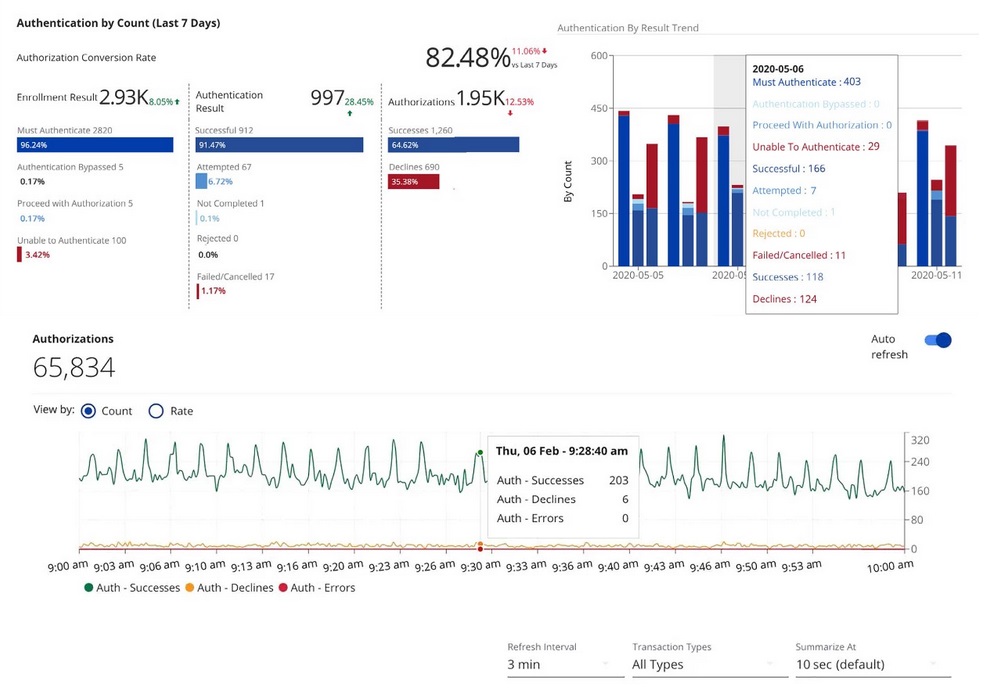 Authentication by Count (Last 7 Days)
Authorization Conversion Rate
82.48% 11.06%
vs Last 7 Days
Enrollment Result 2.93K 8.05%
Must Authenticate 2820
96.24%
Authentication Bypassed 5
0.17%
Proceed with Authorization 5
0.17%
Unable to Authenticate 100
3.42%
Authentication
Result
997 28.45%
Successful 912
91.47%
Attempted 67
6.72%
Not Completed 1
0.1%
Rejected 0
0.0%
Failed/Cancelled 17
1.17%
Authorizations 1.95K 12.53%
Successes 1,260
64.62%
Declines 690
35.38%
Authentication By Result Trend
By Count
600
450
300
150
0
2020-05-05
2020-05
2020-05-11
2020-05-06
Must Authenticate : 403
Authentication Bypassed : 0
Proceed With Authorization : 0
Unable To Authenticate : 29
Successful : 166
Attempted : 7
Not Completed : 1
Rejected : 0
Failed/Cancelled : 11
Successes : 118
Declines : 124
Authorizations
65,834
Auto
refresh
View by: Count Rate
320
240
160
80
0
Thu, 06 Feb - 9:28:40 am
Auth - Successes 203
Auth - Declines 6
Auth - Errors 0
9:00 am 9:03 am 9:06 am 9:10 am 9:13 am 9:16 am 9:20 am 9:23 am 9:26 am 9:30 am 9:33 am 9:36 am 9:40 am 9:43 am 9:46 am 9:50 am 9:53 am 10:00 am
Auth - Successes Auth - Declines Auth - Errors
Refresh Interval
3 min
Transaction Types
All Types
Summarize At
10 sec (default)